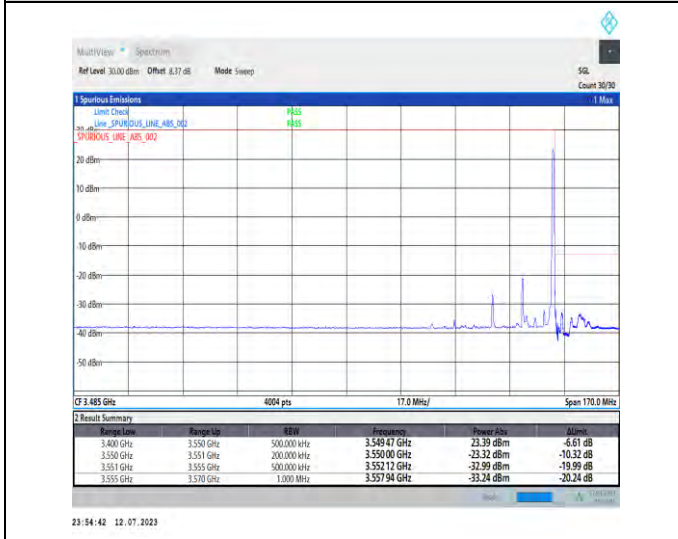 MultiView Spectrum
Ref Level 30.00 dBm Offset 8.37 dB Mode Sweep SGL
Count 30/30
1 Spurious Emissions 1 Max
Limit Check PASS
Line _SPURIOUS_LINE_ABS_002 PASS
_SPURIOUS_LINE_ABS_002
20 dBm
10 dBm
0 dBm
-10 dBm
-20 dBm
-30 dBm
-40 dBm
-50 dBm
CF 3.485 GHz 4004 pts 17.0 MHz/ Span 170.0 MHz
2 Result Summary
Range Low Range Up RBW Frequency Power Abs ΔLimit
3.400 GHz 3.550 GHz 500.000 kHz 3.549 47 GHz 23.39 dBm -6.61 dB
3.550 GHz 3.551 GHz 200.000 kHz 3.550 00 GHz -23.32 dBm -10.32 dB
3.551 GHz 3.555 GHz 500.000 kHz 3.552 12 GHz -32.99 dBm -19.99 dB
3.555 GHz 3.570 GHz 1.000 MHz 3.557 94 GHz -33.24 dBm -20.24 dB
23:54:42 12.07.2023